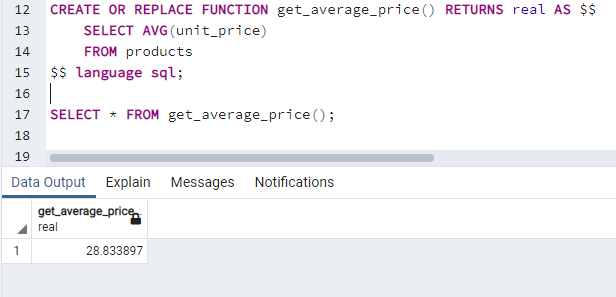 12 CREATE OR REPLACE FUNCTION get_average_price() RETURNS real AS $$
13 SELECT AVG(unit_price)
14 FROM products
15 $$ language sql;
16
17 SELECT * FROM get_average_price();
18
19
Data Output Explain Messages Notifications
get_average_price
real
1 28.833897